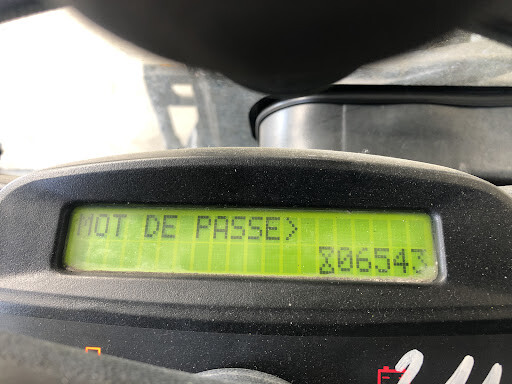 MOT DE PASSE>
⌛06543